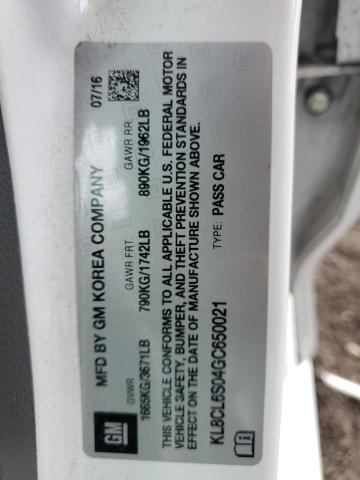 GM
MFD BY GM KOREA COMPANY 07/16
GVWR GAWR FRT. GAWR RR.
1665KG/3671LB 790KG/1742LB 890KG/1962LB
THIS VEHICLE CONFORMS TO ALL APPLICABLE U.S. FEDERAL MOTOR
VEHICLE SAFETY, BUMPER, AND THEFT PREVENTION STANDARDS IN
EFFECT ON THE DATE OF MANUFACTURE SHOWN ABOVE.
TYPE: PASS CAR
KL8CL6S04GC650021